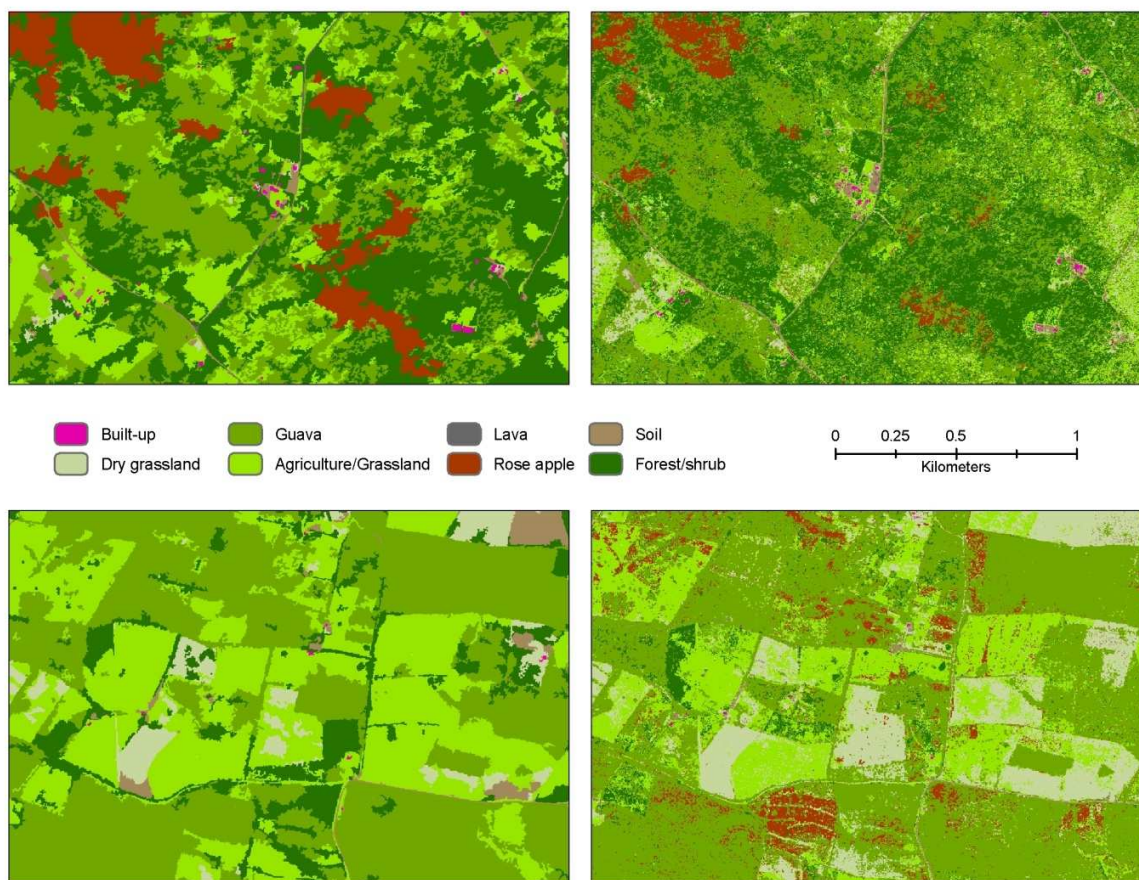 Built-up Guava Lava Soil
Dry grassland Agriculture/Grassland Rose apple Forest/shrub
0 0.25 0.5 1
Kilometers